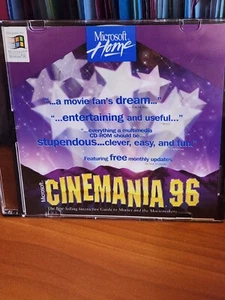 Microsoft
Home
...a movie fan's dream..."
"...entertaining and useful..."
"...everything a multimedia
CD-ROM should be...
stupendous...clever, easy, and fun."
Featuring free monthly updates
Microsoft
CINEMANIA 96
The Best-Selling Interactive Guide to Movies and the Moviemakers